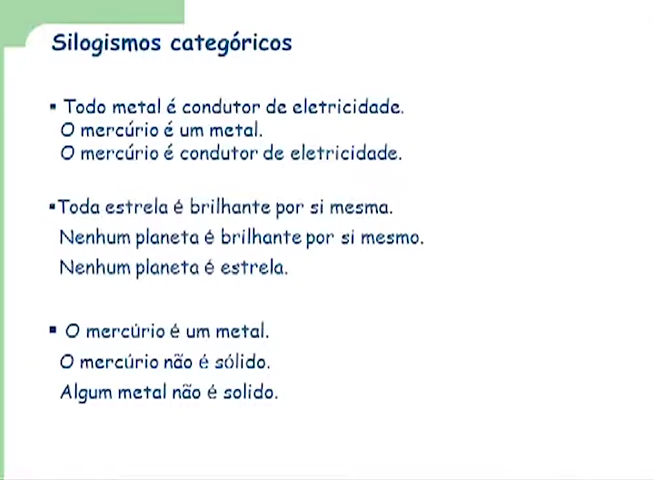 Silogismos categóricos
▪ Todo metal é condutor de eletricidade.
O mercúrio é um metal.
O mercúrio é condutor de eletricidade.
▪Toda estrela é brilhante por si mesma.
Nenhum planeta é brilhante por si mesmo.
Nenhum planeta é estrela.
▪ O mercúrio é um metal.
O mercúrio não é sólido.
Algum metal não é solido.